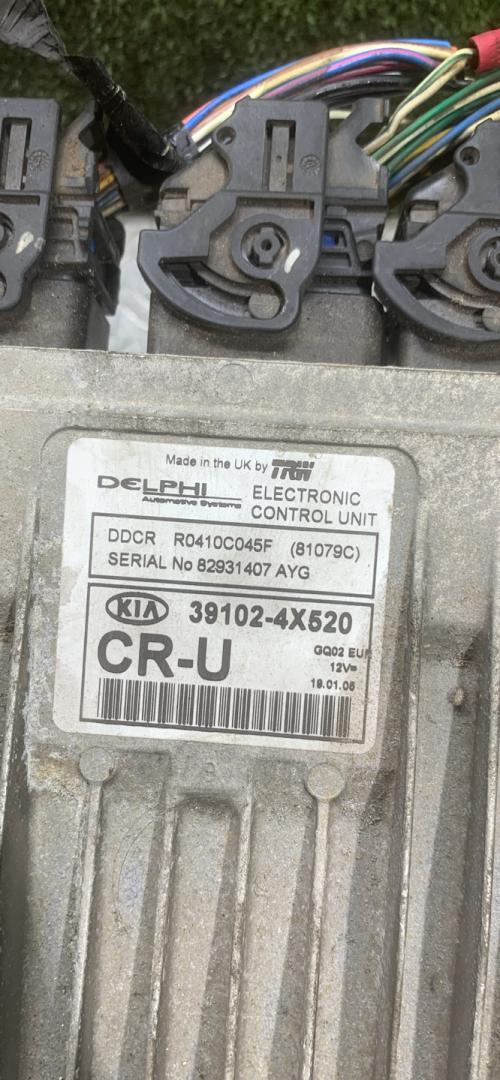 Made in the UK by TRW
DELPHI
Automotive Systems
ELECTRONIC
CONTROL UNIT
DDCR R0410C045F (81079C)
SERIAL No 82931407 AYG
KIA 39102-4X520
CR-U
GQ02 EUR
12V=
19.01.05